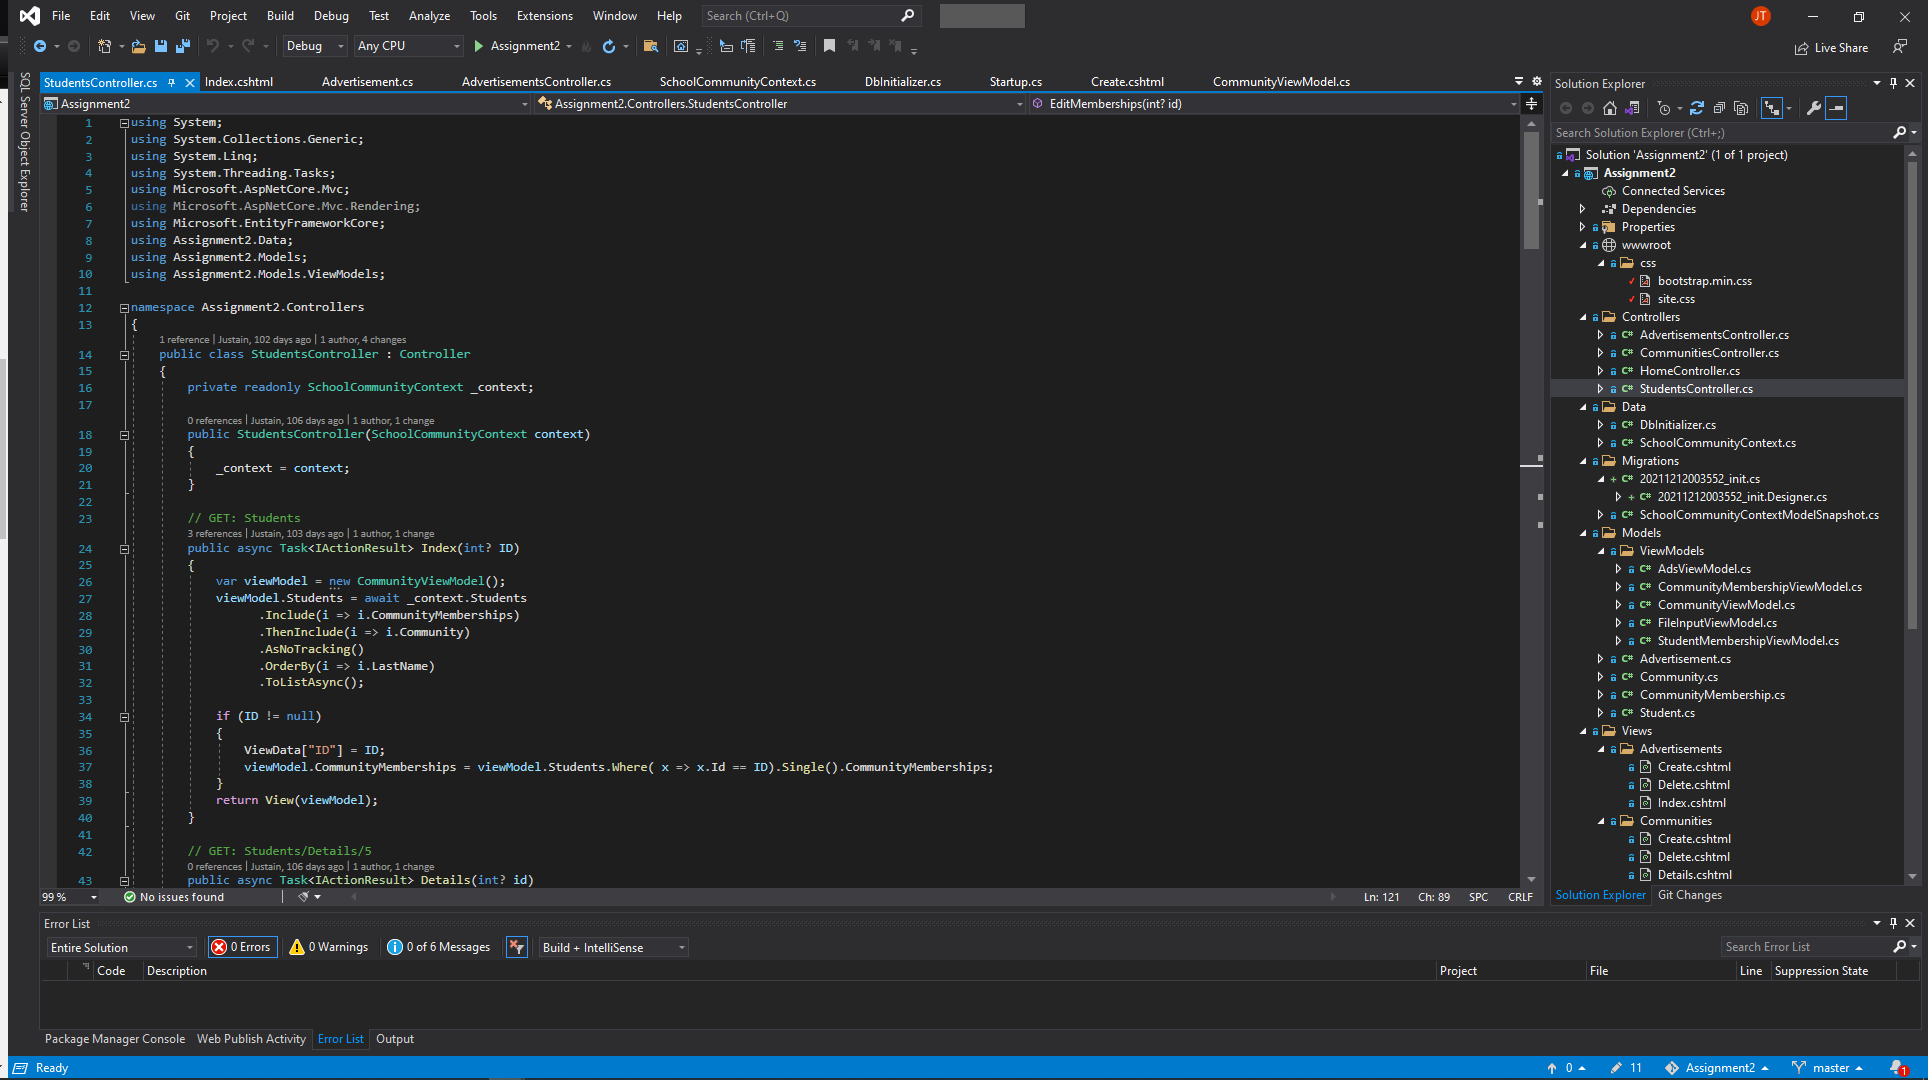 File Edit View Git Project Build Debug Test Analyze Tools Extensions Window Help Search (Ctrl+Q) JT
Debug Any CPU Assignment2 Live Share
SQL Server Object Explorer
StudentsController.cs Index.cshtml Advertisement.cs AdvertisementsController.cs SchoolCommunityContext.cs DbInitializer.cs Startup.cs Create.cshtml CommunityViewModel.cs
Assignment2 Assignment2.Controllers.StudentsController EditMemberships(int? id)
1 using System;
2 using System.Collections.Generic;
3 using System.Linq;
4 using System.Threading.Tasks;
5 using Microsoft.AspNetCore.Mvc;
6 using Microsoft.AspNetCore.Mvc.Rendering;
7 using Microsoft.EntityFrameworkCore;
8 using Assignment2.Data;
9 using Assignment2.Models;
10 using Assignment2.Models.ViewModels;
11
12 namespace Assignment2.Controllers
13 {
1 reference | Justain, 102 days ago | 1 author, 4 changes
14 public class StudentsController : Controller
15 {
16 private readonly SchoolCommunityContext _context;
17
0 references | Justain, 106 days ago | 1 author, 1 change
18 public StudentsController(SchoolCommunityContext context)
19 {
20 _context = context;
21 }
22
23 // GET: Students
3 references | Justain, 103 days ago | 1 author, 1 change
24 public async Task<IActionResult> Index(int? ID)
25 {
26 var viewModel = new CommunityViewModel();
27 viewModel.Students = await _context.Students
28 .Include(i => i.CommunityMemberships)
29 .ThenInclude(i => i.Community)
30 .AsNoTracking()
31 .OrderBy(i => i.LastName)
32 .ToListAsync();
33
34 if (ID != null)
35 {
36 ViewData["ID"] = ID;
37 viewModel.CommunityMemberships = viewModel.Students.Where( x => x.Id == ID).Single().CommunityMemberships;
38 }
39 return View(viewModel);
40 }
41
42 // GET: Students/Details/5
0 references | Justain, 106 days ago | 1 author, 1 change
43 public async Task<IActionResult> Details(int? id)
99 % No issues found Ln: 121 Ch: 89 SPC CRLF
Solution Explorer
Search Solution Explorer (Ctrl+;)
Solution 'Assignment2' (1 of 1 project)
Assignment2
Connected Services
Dependencies
Properties
wwwroot
css
bootstrap.min.css
site.css
Controllers
C# AdvertisementsController.cs
C# CommunitiesController.cs
C# HomeController.cs
C# StudentsController.cs
Data
C# DbInitializer.cs
C# SchoolCommunityContext.cs
Migrations
C# 20211212003552_init.cs
C# 20211212003552_init.Designer.cs
C# SchoolCommunityContextModelSnapshot.cs
Models
ViewModels
C# AdsViewModel.cs
C# CommunityMembershipViewModel.cs
C# CommunityViewModel.cs
C# FileInputViewModel.cs
C# StudentMembershipViewModel.cs
C# Advertisement.cs
C# Community.cs
C# CommunityMembership.cs
C# Student.cs
Views
Advertisements
Create.cshtml
Delete.cshtml
Index.cshtml
Communities
Create.cshtml
Delete.cshtml
Details.cshtml
Solution Explorer Git Changes
Error List
Entire Solution 0 Errors 0 Warnings 0 of 6 Messages Build + IntelliSense Search Error List
Code Description Project File Line Suppression State
Package Manager Console Web Publish Activity Error List Output
Ready 0 11 Assignment2 master 1